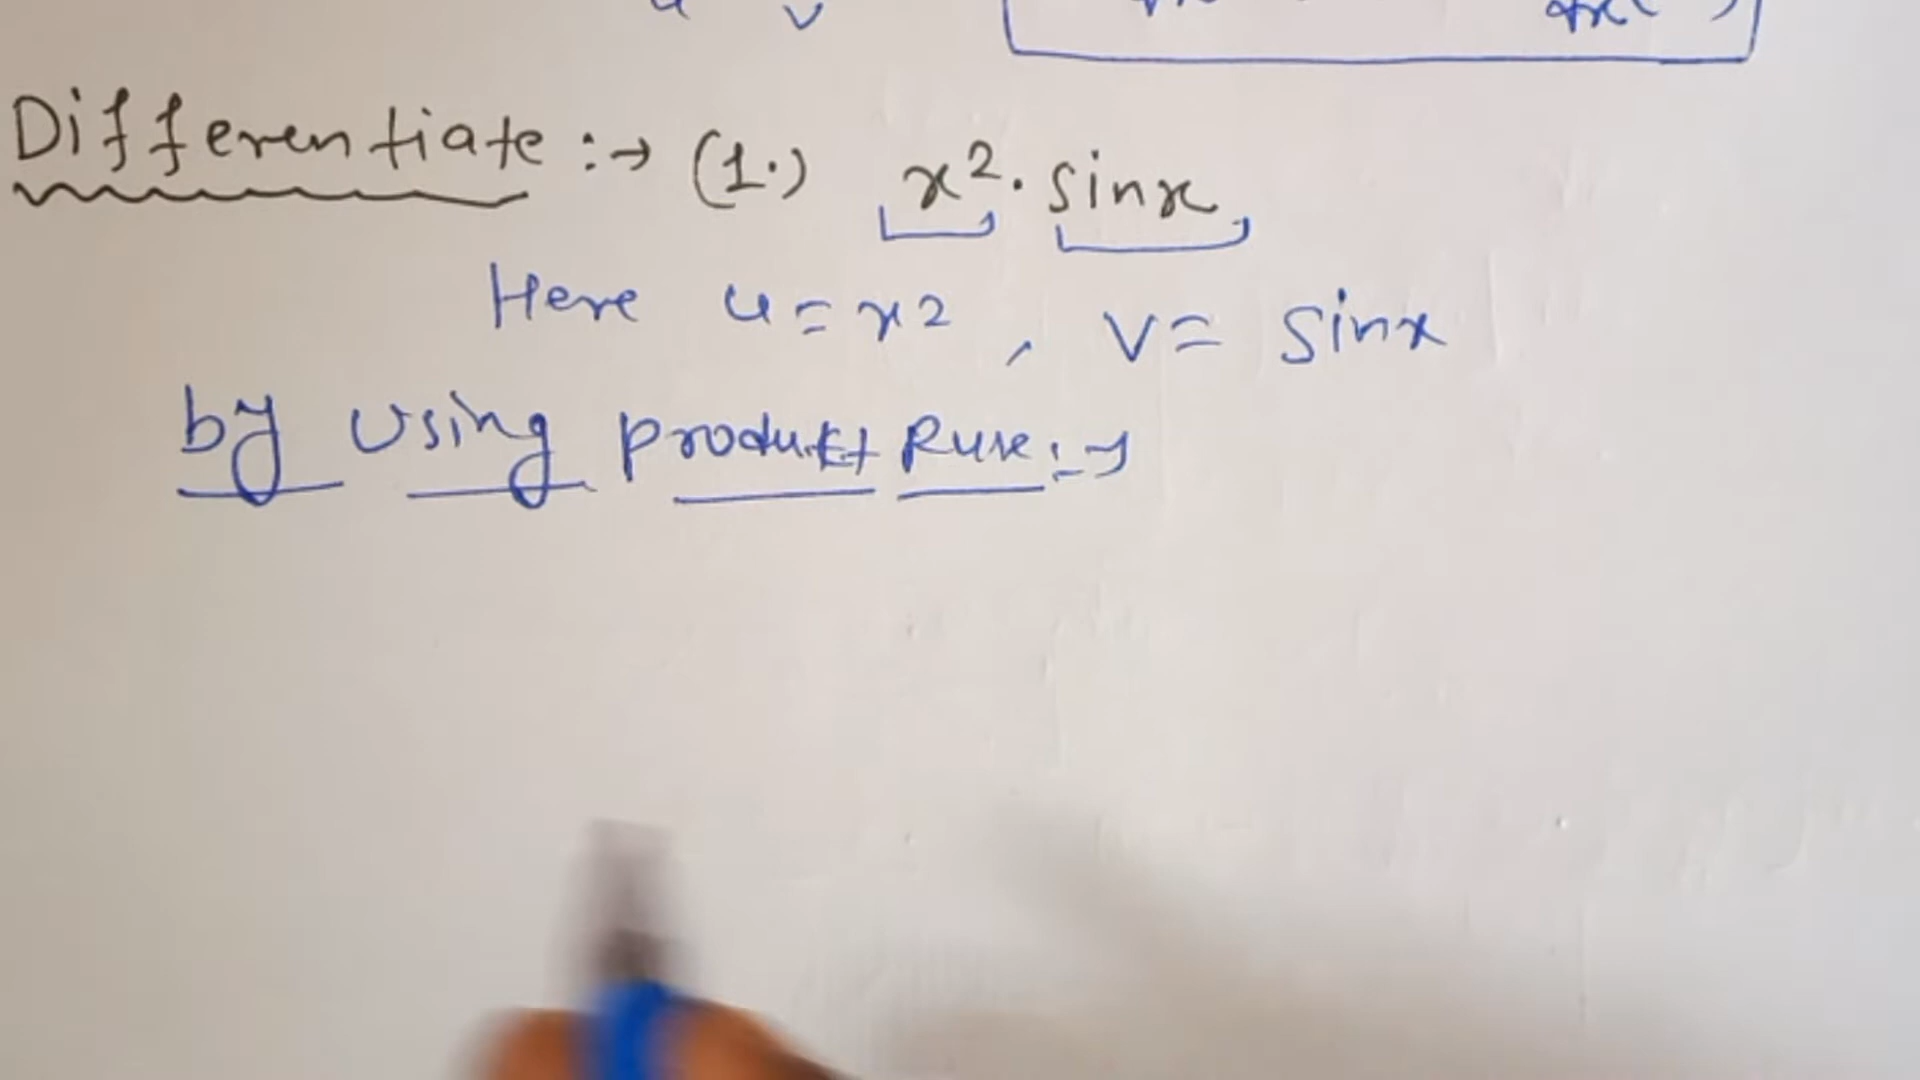 u v
Differentiate :→ (1.) x². sinx
Here u = x² , v = sinx
by using product Rule :→